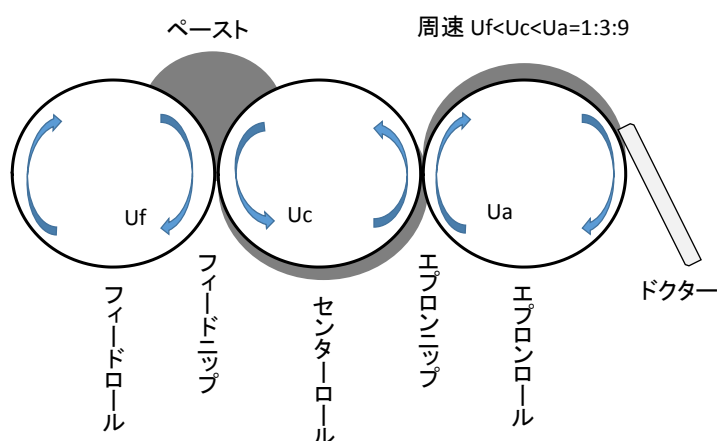 ペースト
周速 Uf<Uc<Ua=1:3:9
Uf
Uc
Ua
ドクター
フィードロール
フィードニップ
センターロール
エプロンニップ
エプロンロール